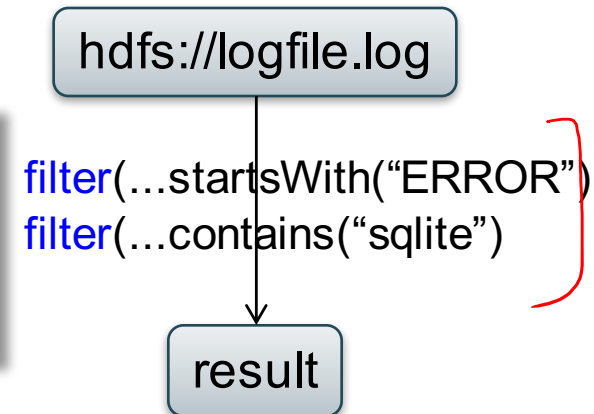 hdfs://logfile.log
filter(...startsWith(“ERROR”)
filter(...contains(“sqlite”)
result